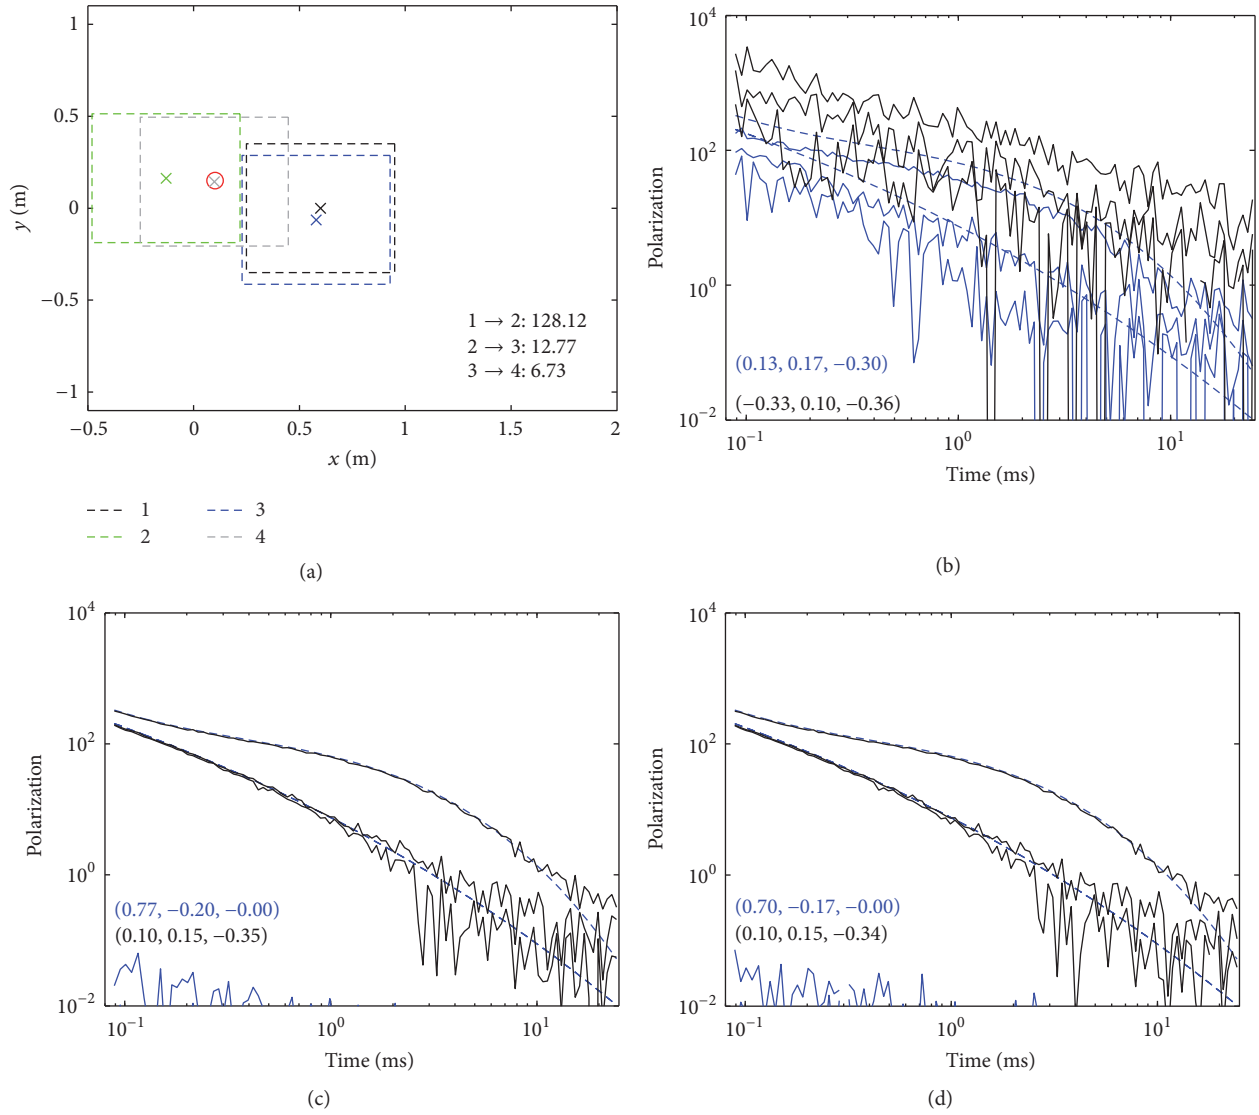 1
0.5
0
−0.5
−1
y (m)
−0.5 0 0.5 1 1.5 2
x (m)
1 → 2: 128.12
2 → 3: 12.77
3 → 4: 6.73
1 3
2 4
(a)
10^4
10^2
10^0
10^−2
Polarization
(0.13, 0.17, −0.30)
(−0.33, 0.10, −0.36)
10^−1 10^0 10^1
Time (ms)
(b)
10^4
10^2
10^0
10^−2
Polarization
(0.77, −0.20, −0.00)
(0.10, 0.15, −0.35)
10^−1 10^0 10^1
Time (ms)
(c)
10^4
10^2
10^0
10^−2
Polarization
(0.70, −0.17, −0.00)
(0.10, 0.15, −0.34)
10^−1 10^0 10^1
Time (ms)
(d)